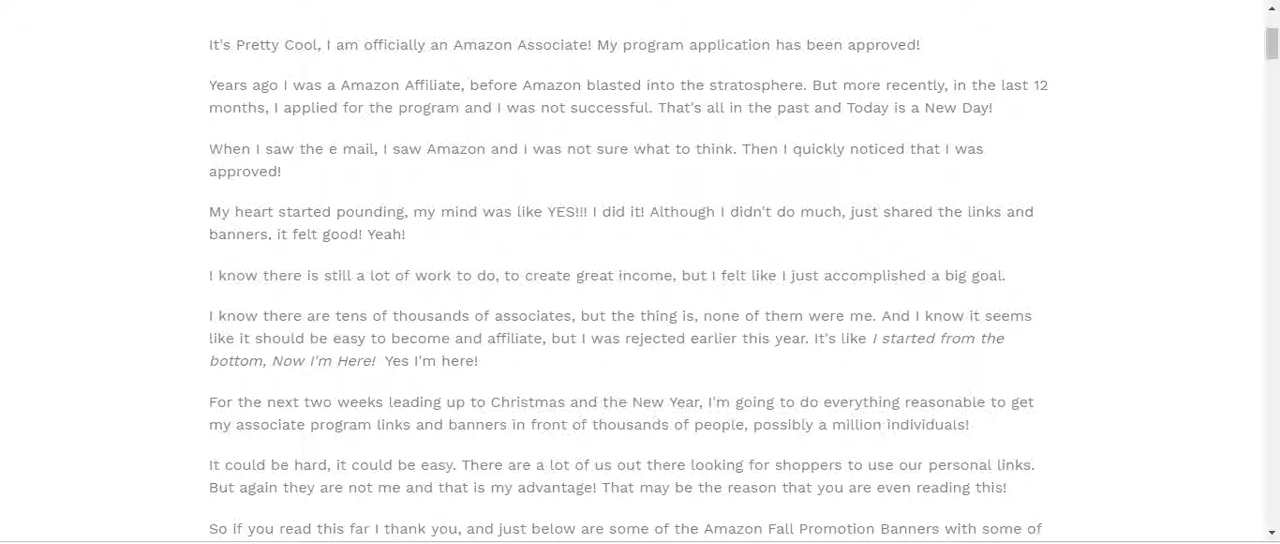 It's Pretty Cool, I am officially an Amazon Associate! My program application has been approved!
Years ago I was a Amazon Affiliate, before Amazon blasted into the stratosphere. But more recently, in the last 12
months, I applied for the program and I was not successful. That's all in the past and Today is a New Day!
When I saw the e mail, I saw Amazon and I was not sure what to think. Then I quickly noticed that I was
approved!
My heart started pounding, my mind was like YES!!! I did it! Although I didn't do much, just shared the links and
banners, it felt good! Yeah!
I know there is still a lot of work to do, to create great income, but I felt like I just accomplished a big goal.
I know there are tens of thousands of associates, but the thing is, none of them were me. And I know it seems
like it should be easy to become and affiliate, but I was rejected earlier this year. It's like I started from the
bottom, Now I'm Here! Yes I'm here!
For the next two weeks leading up to Christmas and the New Year, I'm going to do everything reasonable to get
my associate program links and banners in front of thousands of people, possibly a million individuals!
It could be hard, it could be easy. There are a lot of us out there looking for shoppers to use our personal links.
But again they are not me and that is my advantage! That may be the reason that you are even reading this!
So if you read this far I thank you, and just below are some of the Amazon Fall Promotion Banners with some of